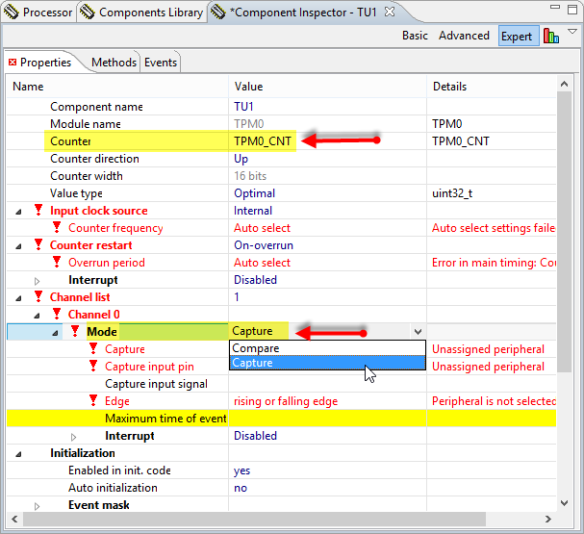 Processor Components Library *Component Inspector - TU1
Basic Advanced Expert
Properties Methods Events
Name Value Details
Component name TU1
Module name TPM0 TPM0
Counter TPM0_CNT TPM0_CNT
Counter direction Up
Counter width 16 bits
Value type Optimal uint32_t
Input clock source Internal
Counter frequency Auto select Auto select settings faile
Counter restart On-overrun
Overrun period Auto select Error in main timing: Cou
Interrupt Disabled
Channel list 1
Channel 0
Mode Capture
Compare
Capture Unassigned peripheral
Capture
Capture input pin Unassigned peripheral
Capture input signal
Edge rising or falling edge Peripheral is not selected
Maximum time of event
Interrupt Disabled
Initialization
Enabled in init. code yes
Auto initialization no
Event mask